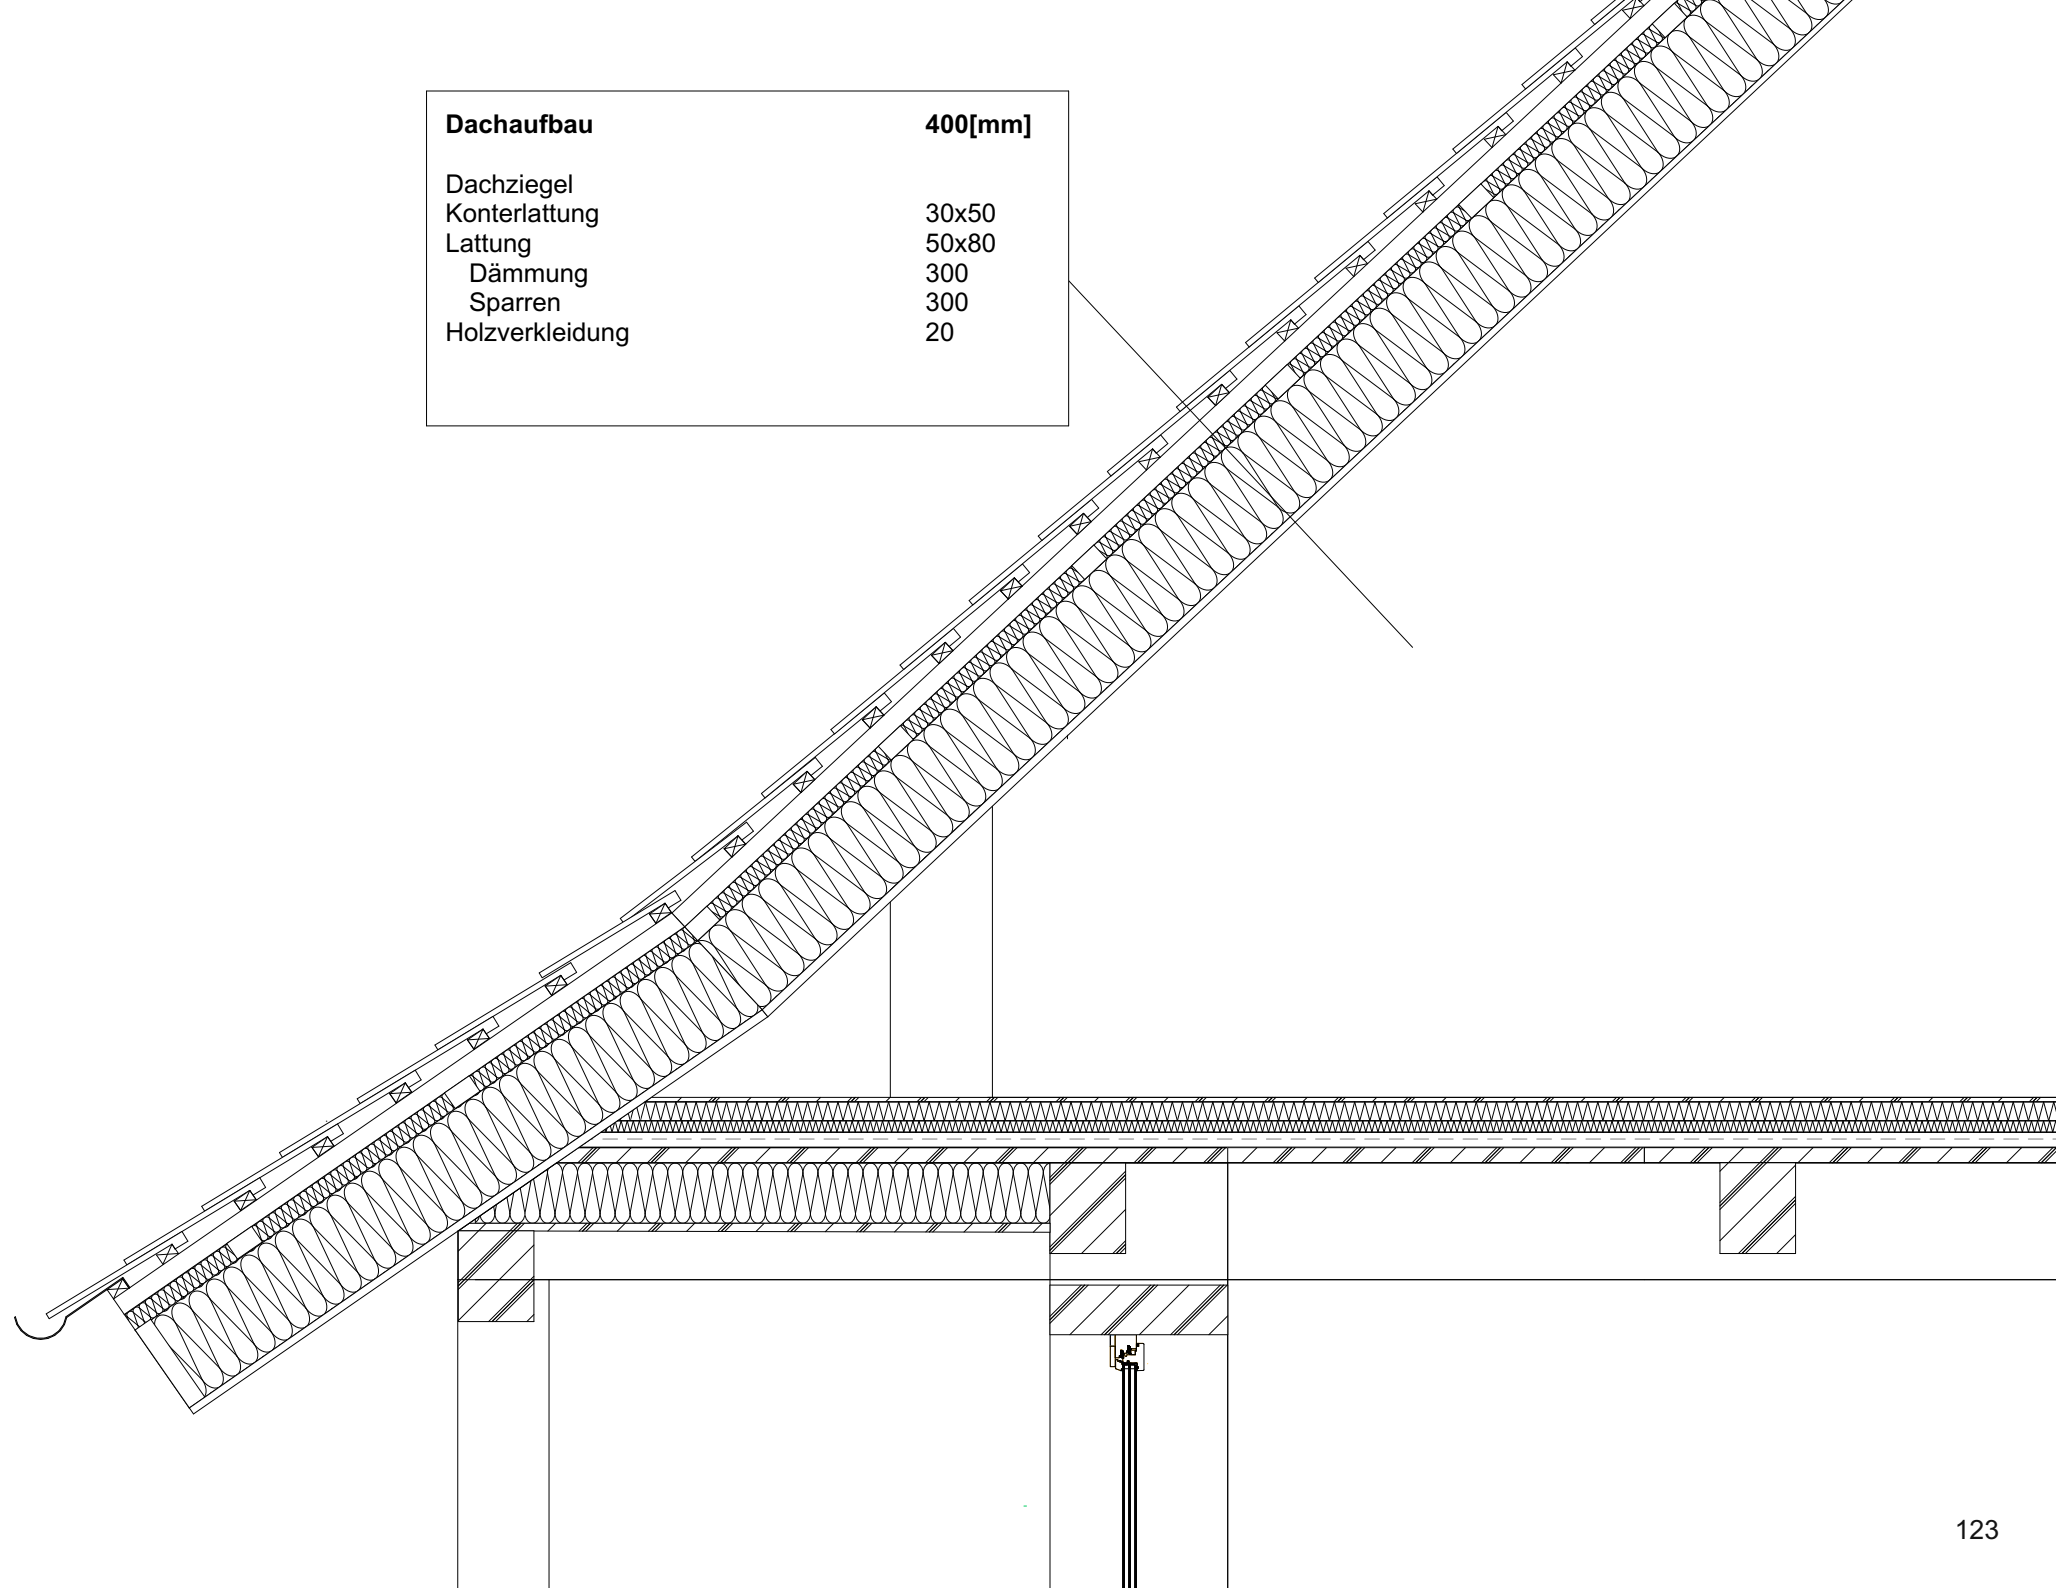 Dachaufbau 400[mm]
Dachziegel
Konterlattung 30x50
Lattung 50x80
Dämmung 300
Sparren 300
Holzverkleidung 20
123